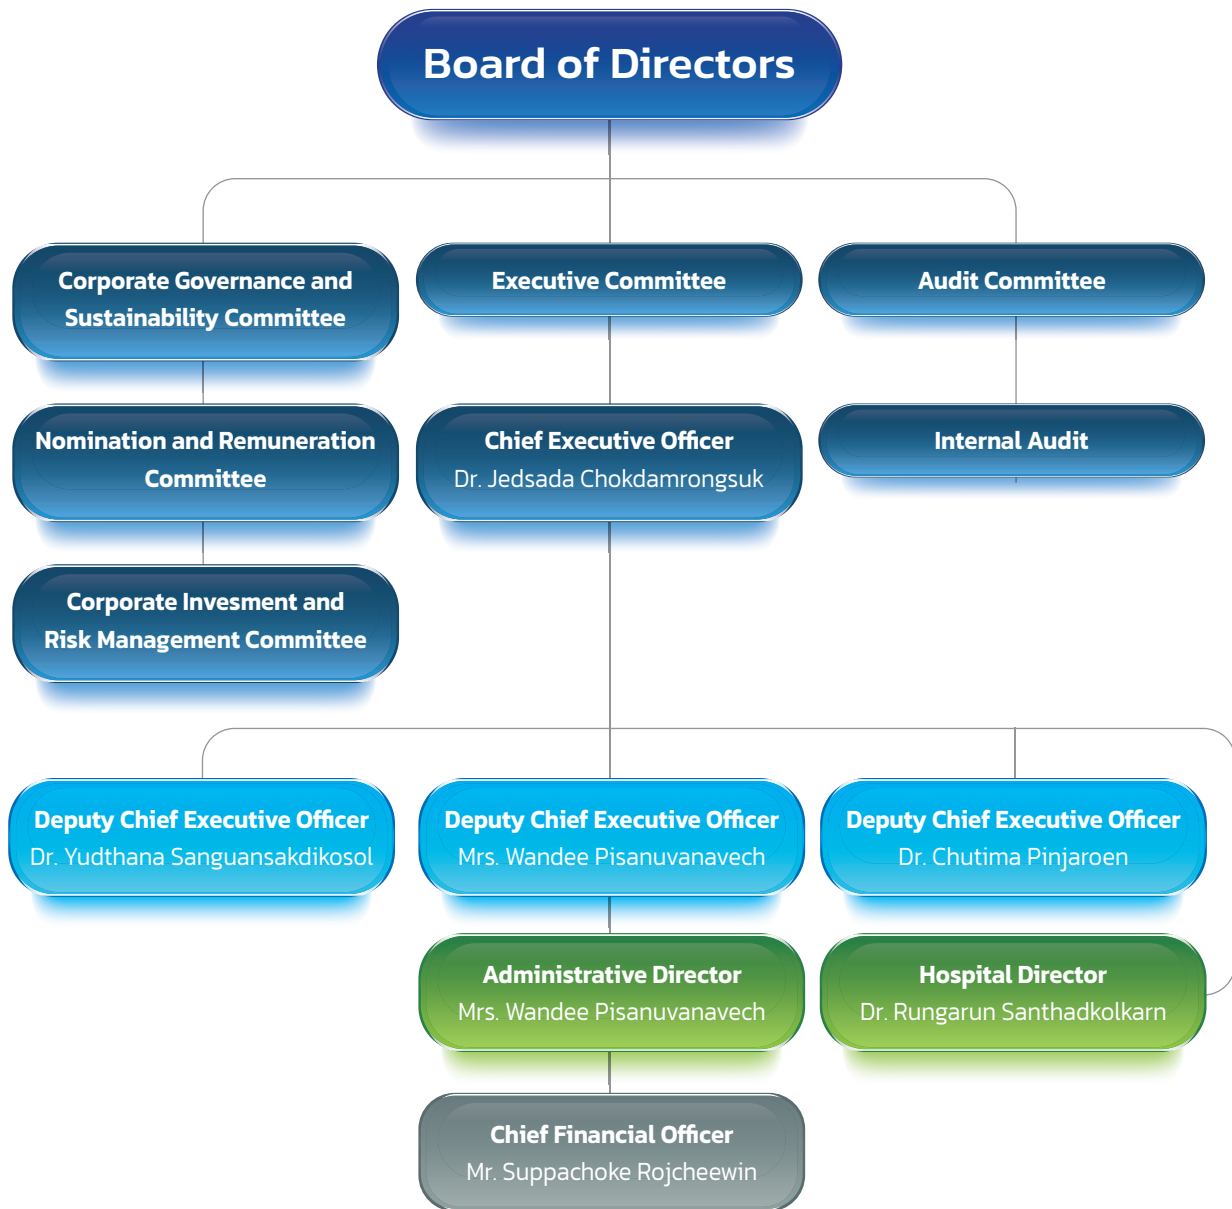 Board of Directors
Corporate Governance and
Sustainability Committee
Executive Committee
Audit Committee
Nomination and Remuneration
Committee
Chief Executive Officer
Dr. Jedsada Chokdamrongsuk
Internal Audit
Corporate Invesment and
Risk Management Committee
Deputy Chief Executive Officer
Dr. Yudthana Sanguansakdikosol
Deputy Chief Executive Officer
Mrs. Wandee Pisanuvanavech
Deputy Chief Executive Officer
Dr. Chutima Pinjaroen
Administrative Director
Mrs. Wandee Pisanuvanavech
Hospital Director
Dr. Rungarun Santhadkolkarn
Chief Financial Officer
Mr. Suppachoke Rojcheewin